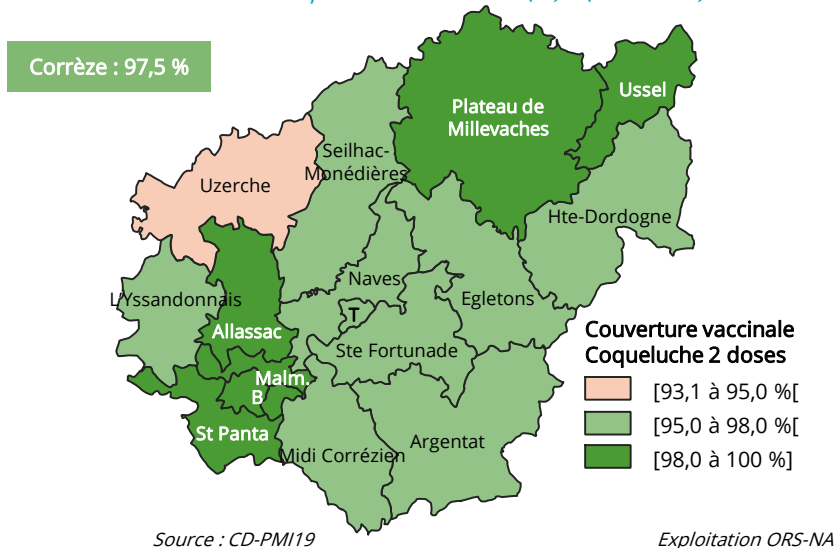 Corrèze : 97,5 %
Plateau de
Millevaches
Ussel
Seilhac-
Monédières
Uzerche
Hte-Dordogne
Naves
L'Yssandonnais
Egletons
T
Allassac
Ste Fortunade
Malm.
B
St Panta
Argentat
Midi Corrézien
Couverture vaccinale
Coqueluche 2 doses
[93,1 à 95,0 %[
[95,0 à 98,0 %[
[98,0 à 100 %]
Source : CD-PMI19
Exploitation ORS-NA